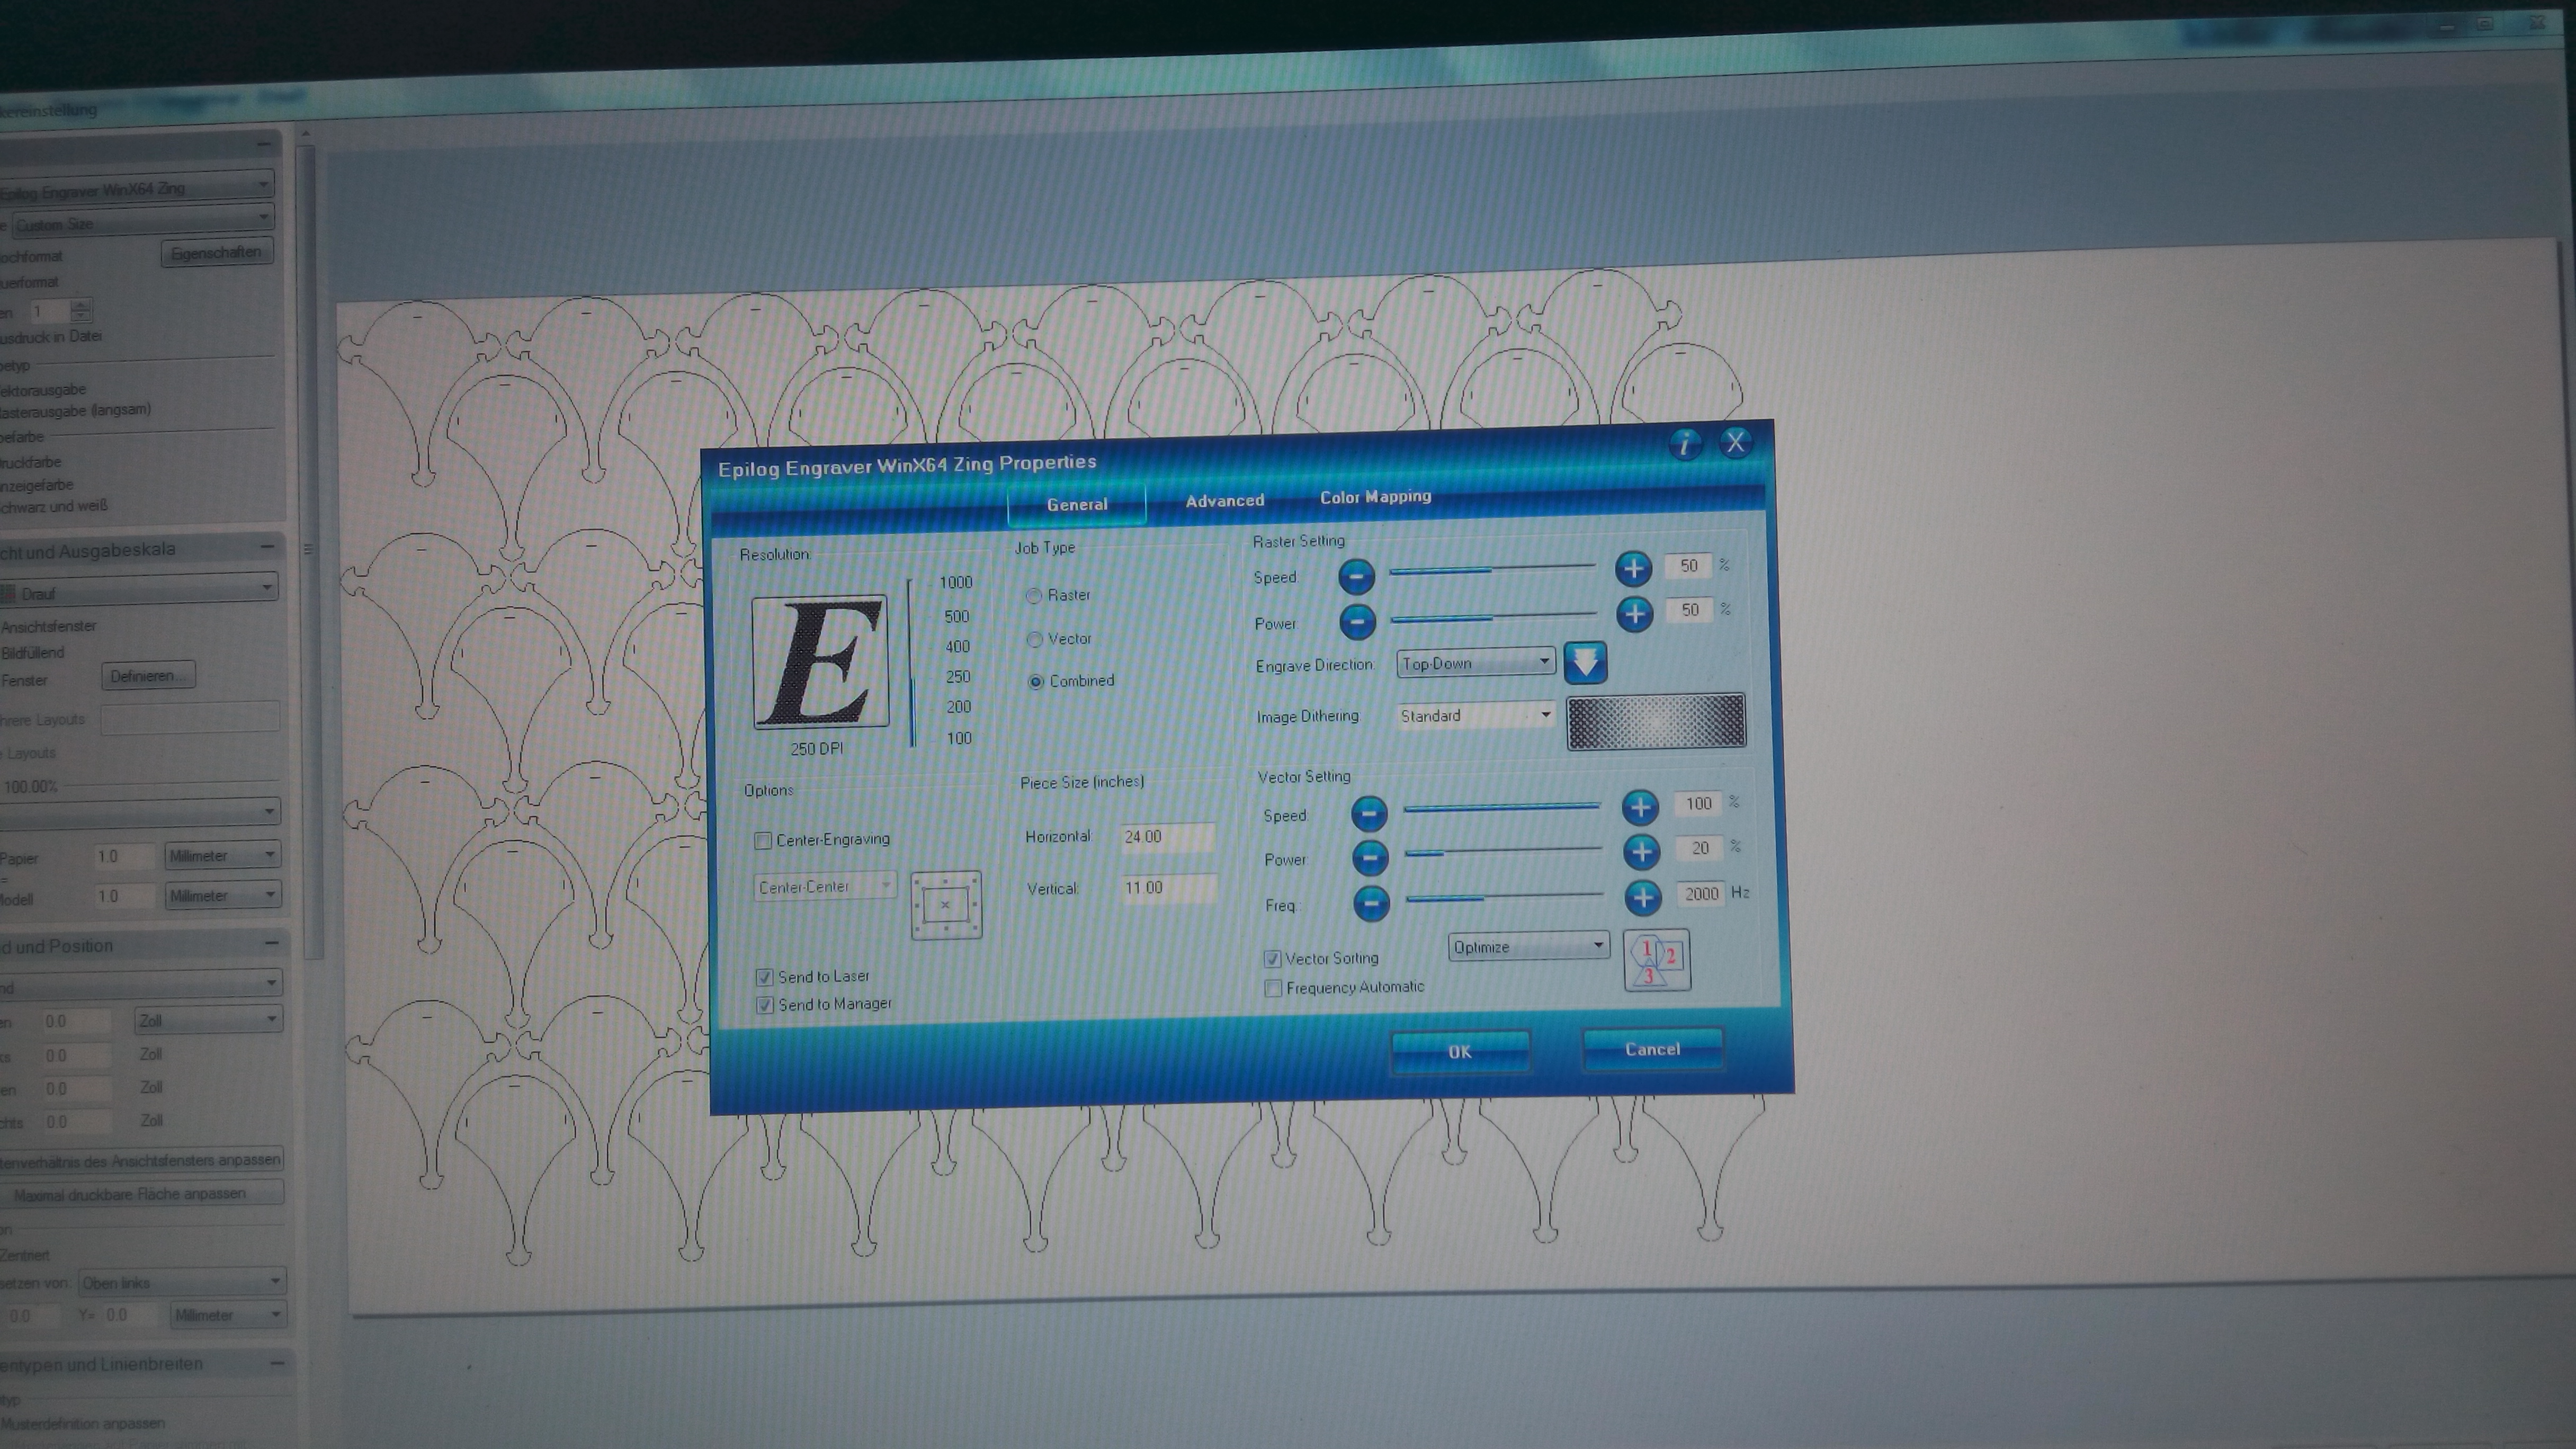 kereinstellung
Epilog Engraver WinX64 Zing
e Custom Size
ochformat
Eigenschaften
uerformat
en 1
usdruck in Datei
betyp
ektorausgabe
lasterausgabe (langsam)
efarbe
ruckfarbe
nzeigefarbe
chwarz und weiß
cht und Ausgabeskala
Drauf
Ansichtsfenster
Bildfüllend
Fenster
Definieren...
hrere Layouts
Layouts
100.00%
Papier 1.0 Millimeter
=
Modell 1.0 Millimeter
d und Position
nd
en 0.0 Zoll
ks 0.0 Zoll
en 0.0 Zoll
chts 0.0 Zoll
tenverhältnis des Ansichtsfensters anpassen
Maximal druckbare Fläche anpassen
on
Zentriert
setzen von: Oben links
0.0 Y= 0.0 Millimeter
entypen und Linienbreiten
typ
Musterdefinition anpassen
Epilog Engraver WinX64 Zing Properties
i X
General Advanced Color Mapping
Resolution
E
250 DPI
1000
500
400
250
200
100
Job Type
Raster
Vector
Combined
Raster Setting
Speed: 50 %
Power: 50 %
Engrave Direction: Top-Down
Image Dithering: Standard
Options
Center-Engraving
Center-Center
Send to Laser
Send to Manager
Piece Size (inches)
Horizontal: 24.00
Vertical: 11.00
Vector Setting
Speed: 100 %
Power: 20 %
Freq.: 2000 Hz
Vector Sorting Optimize
1 2
3
Frequency Automatic
OK Cancel